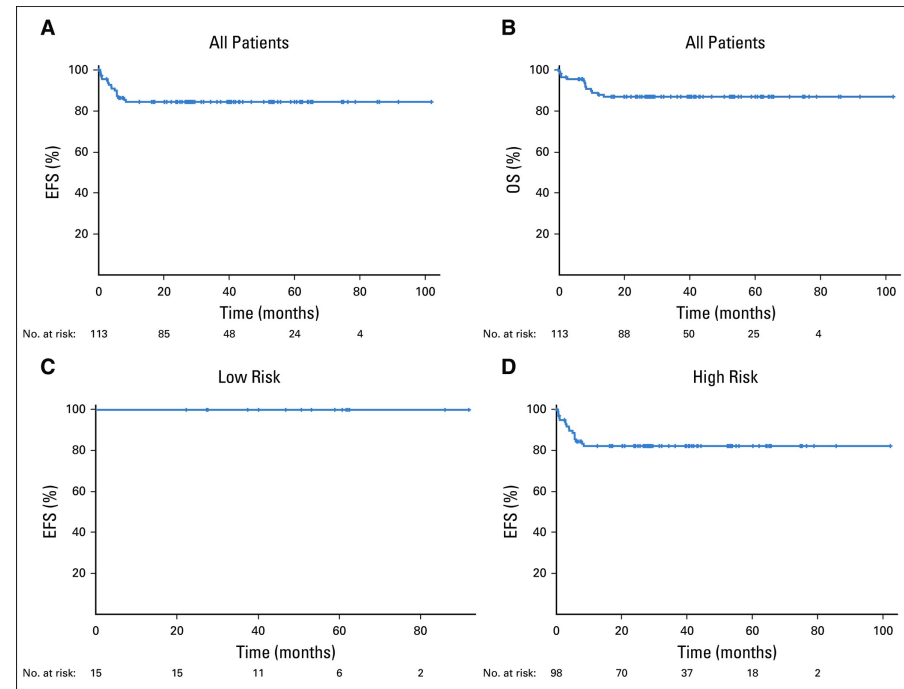 A
All Patients
100
80
60
40
20
EFS (%)
0 20 40 60 80 100
Time (months)
No. at risk: 113 85 48 24 4
B
All Patients
100
80
60
40
20
OS (%)
0 20 40 60 80 100
Time (months)
No. at risk: 113 88 50 25 4
C
Low Risk
100
80
60
40
20
EFS (%)
0 20 40 60 80
Time (months)
No. at risk: 15 15 11 6 2
D
High Risk
100
80
60
40
20
EFS (%)
0 20 40 60 80 100
Time (months)
No. at risk: 98 70 37 18 2